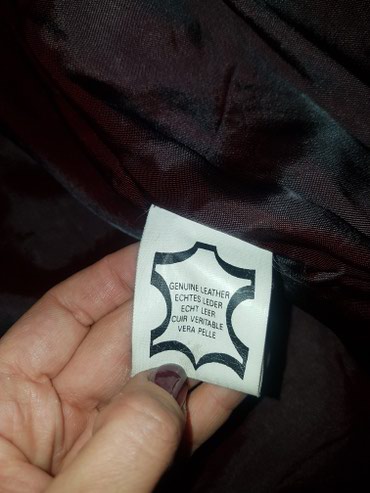 GENUINE LEATHER
ECHTES LEDER
ECHT LEER
CUIR VERITABLE
VERA PELLE